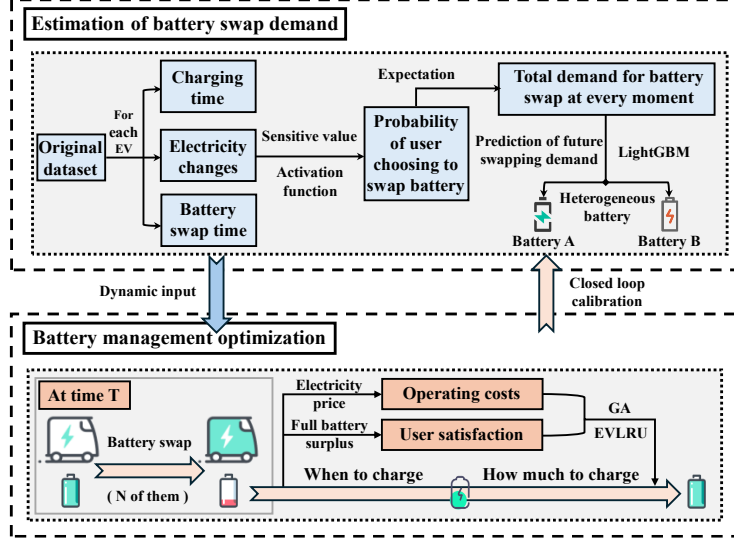 Estimation of battery swap demand
Original
dataset
For
each
EV
Charging
time
Electricity
changes
Battery
swap time
Sensitive value
Activation
function
Probability
of user
choosing to
swap battery
Expectation
Total demand for battery
swap at every moment
Prediction of future
swapping demand
LightGBM
Heterogeneous
battery
Battery A
Battery B
Dynamic input
Closed loop
calibration
Battery management optimization
At time T
Battery swap
( N of them )
Electricity
price
Full battery
surplus
Operating costs
User satisfaction
GA
EVLRU
When to charge
How much to charge